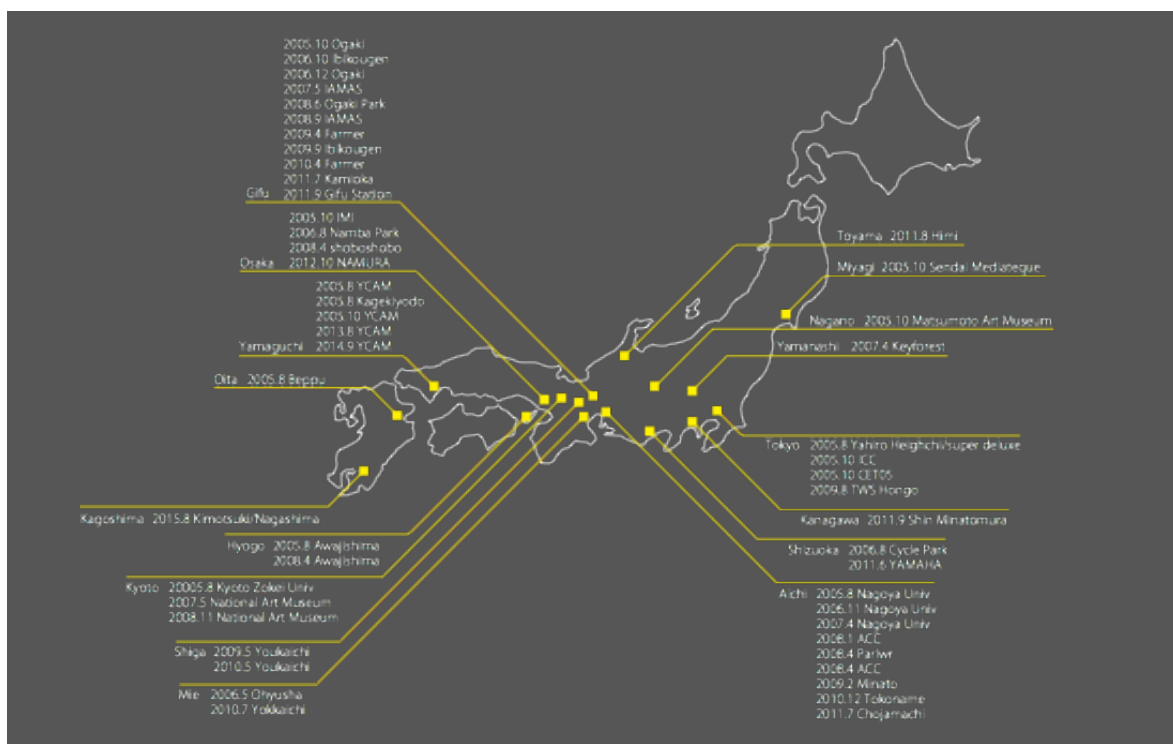 2005.10 Ogaki
2006.10 Ibikougen
2006.12 Ogaki
2007.5 IAMAS
2008.6 Ogaki Park
2008.9 IAMAS
2009.4 Farmer
2009.9 Ibikougen
2010.4 Farmer
2011.7 Kamioka
Gifu 2011.9 Gifu Station
2005.10 IMI
2006.8 Namba Park
2008.4 shoboshobo
Osaka 2012.10 NAMURA
2005.8 YCAM
2005.8 Kagekiyodo
2005.10 YCAM
2013.8 YCAM
Yamaguchi 2014.9 YCAM
Oita 2005.8 Beppu
Kagoshima 2015.8 Kimotsuki/Nagashima
Hyogo 2005.8 Awajishima
2008.4 Awajishima
Kyoto 20005.8 Kyoto Zokei Univ
2007.5 National Art Museum
2008.11 National Art Museum
Shiga 2009.5 Youkaichi
2010.5 Youkaichi
Mie 2006.5 Ohyusha
2010.7 Yokkaichi
Toyama 2011.8 Himi
Miyagi 2005.10 Sendai Mediateque
Nagano 2005.10 Matsumoto Art Museum
Yamanashi 2007.4 Keyforest
Tokyo 2005.8 Yahiro Heighchi/super deluxe
2005.10 ICC
2005.10 CET05
2009.8 TWS Hongo
Kanagawa 2011.9 Shin Minatomura
Shizuoka 2006.8 Cycle Park
2011.6 YAMAHA
Aichi 2005.8 Nagoya Univ
2006.11 Nagoya Univ
2007.4 Nagoya Univ
2008.1 ACC
2008.4 Parlwr
2008.4 ACC
2009.2 Minato
2010.12 Tokoname
2011.7 Chojamachi